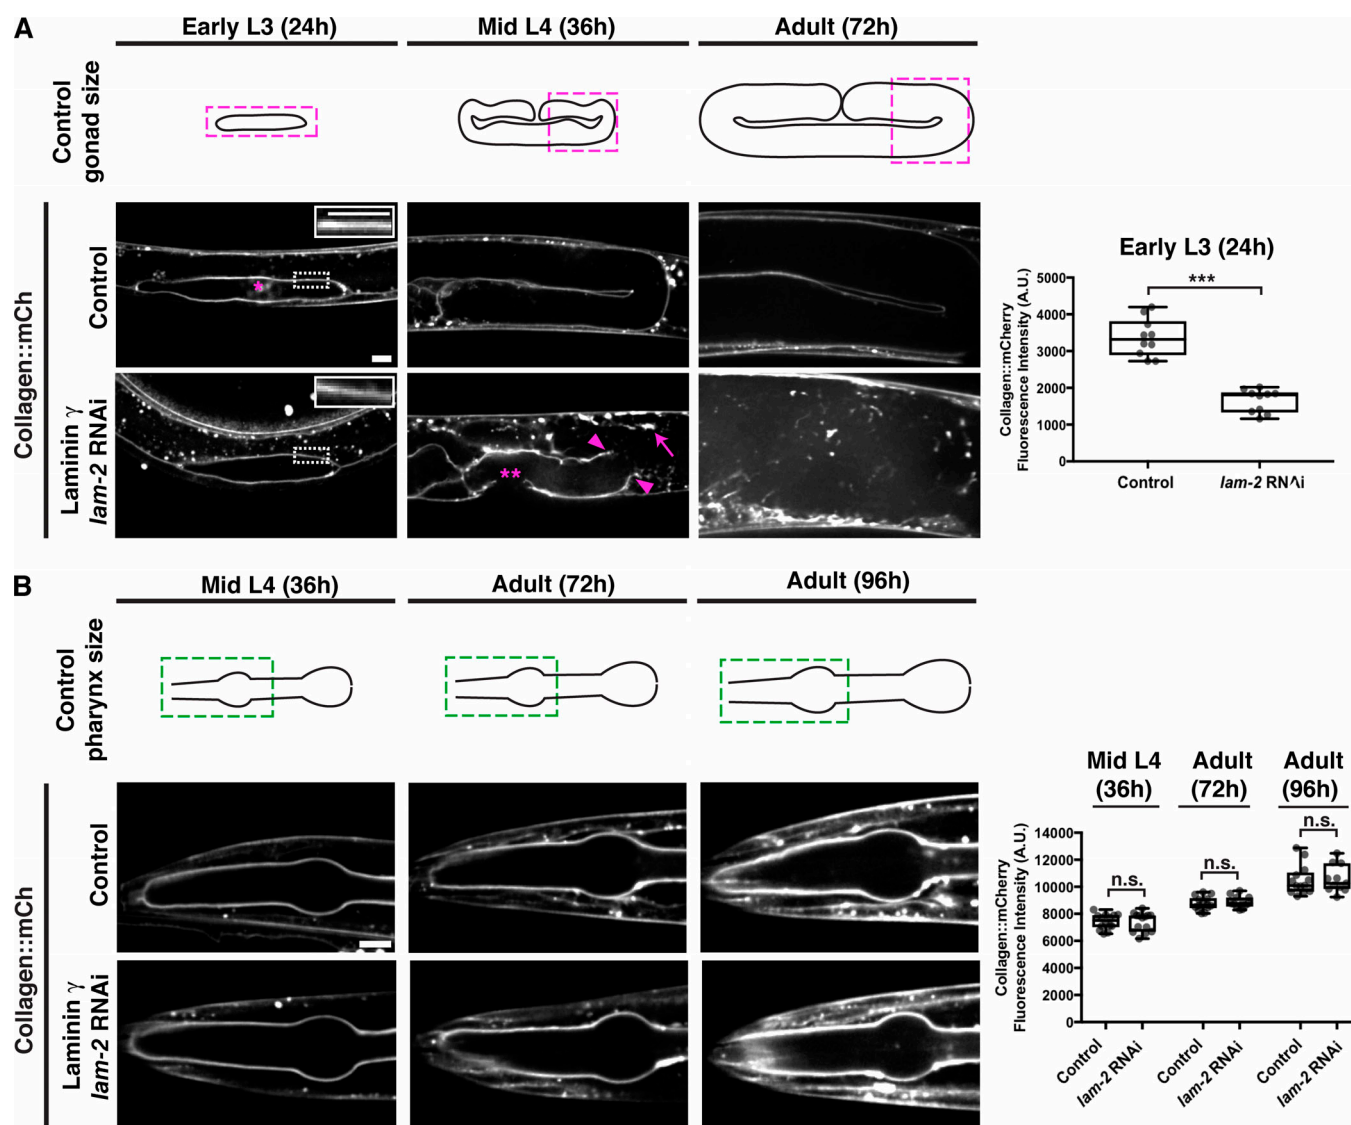 A
Early L3 (24h)
Mid L4 (36h)
Adult (72h)
Control
gonad size
Collagen::mCh
Control
*
Laminin γ
lam-2 RNAi
**
Early L3 (24h)
Collagen::mCherry
Fluorescence Intensity (A.U.)
5000
4000
3000
2000
1000
0
***
Control
lam-2 RNΛi
B
Mid L4 (36h)
Adult (72h)
Adult (96h)
Control
pharynx size
Collagen::mCh
Control
Laminin γ
lam-2 RNAi
Mid L4
(36h)
Adult
(72h)
Adult
(96h)
Collagen::mCherry
Fluorescence Intensity (A.U.)
14000
12000
10000
8000
6000
4000
2000
0
n.s.
n.s.
n.s.
Control
lam-2 RNAi
Control
lam-2 RNAi
Control
lam-2 RNAi